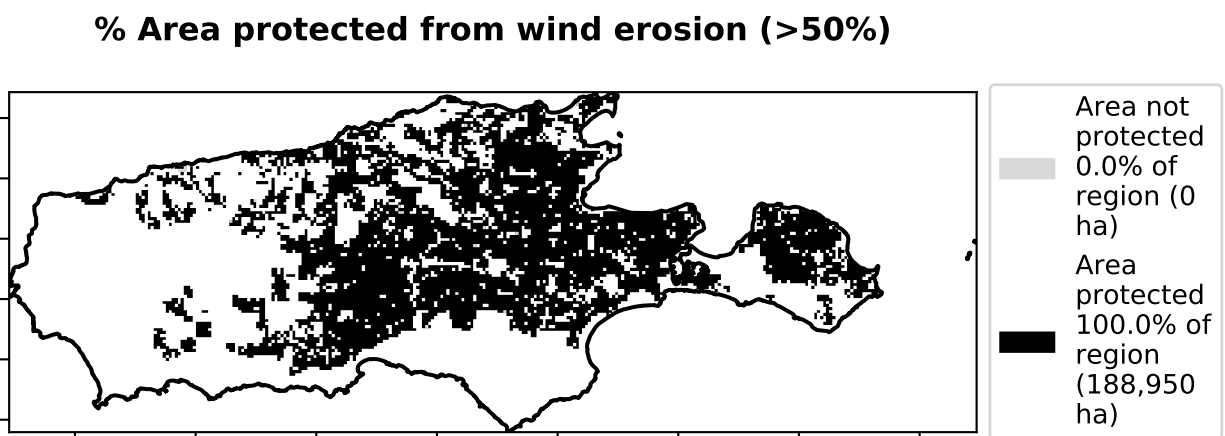 % Area protected from wind erosion (>50%)
Area not
protected
0.0% of
region (0
ha)
Area
protected
100.0% of
region
(188,950
ha)